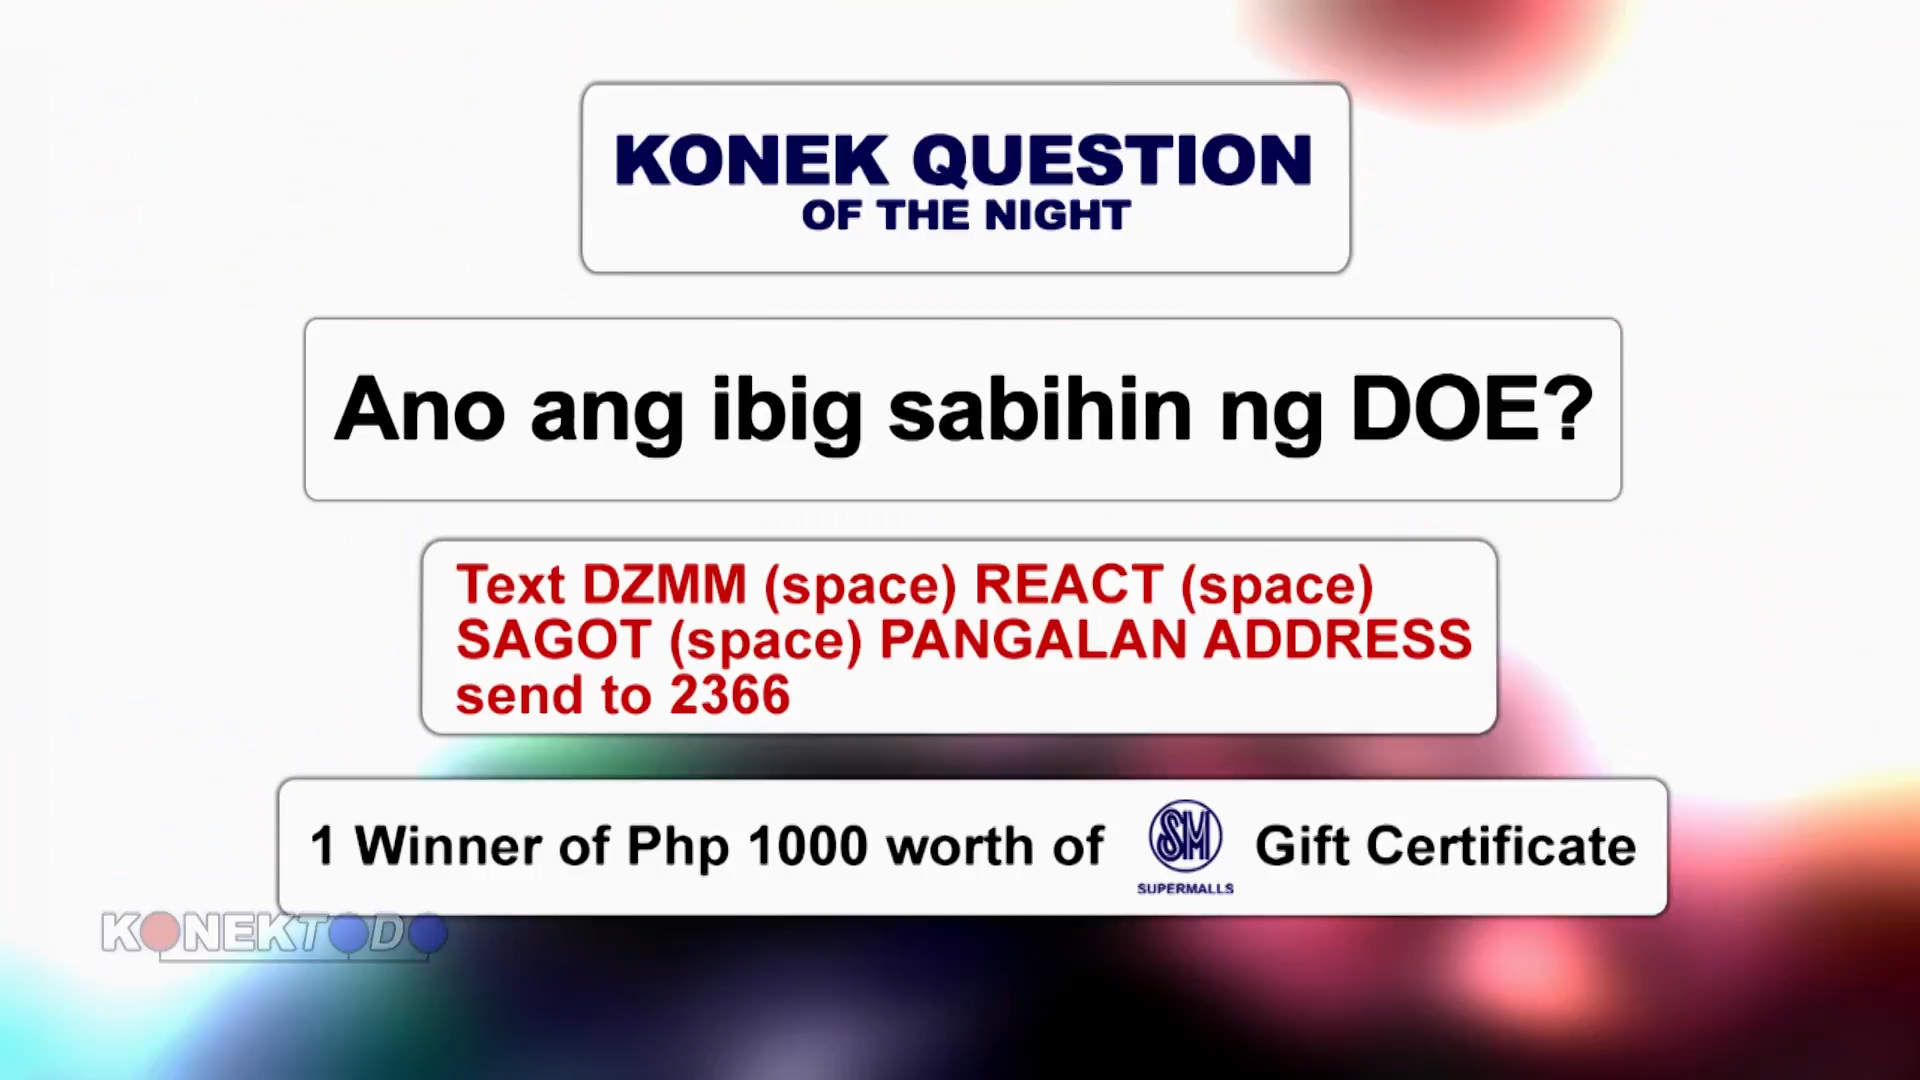 KONEK QUESTION
OF THE NIGHT
Ano ang ibig sabihin ng DOE?
Text DZMM (space) REACT (space)
SAGOT (space) PANGALAN ADDRESS
send to 2366
1 Winner of Php 1000 worth of SM SUPERMALLS Gift Certificate
KONEKTODO